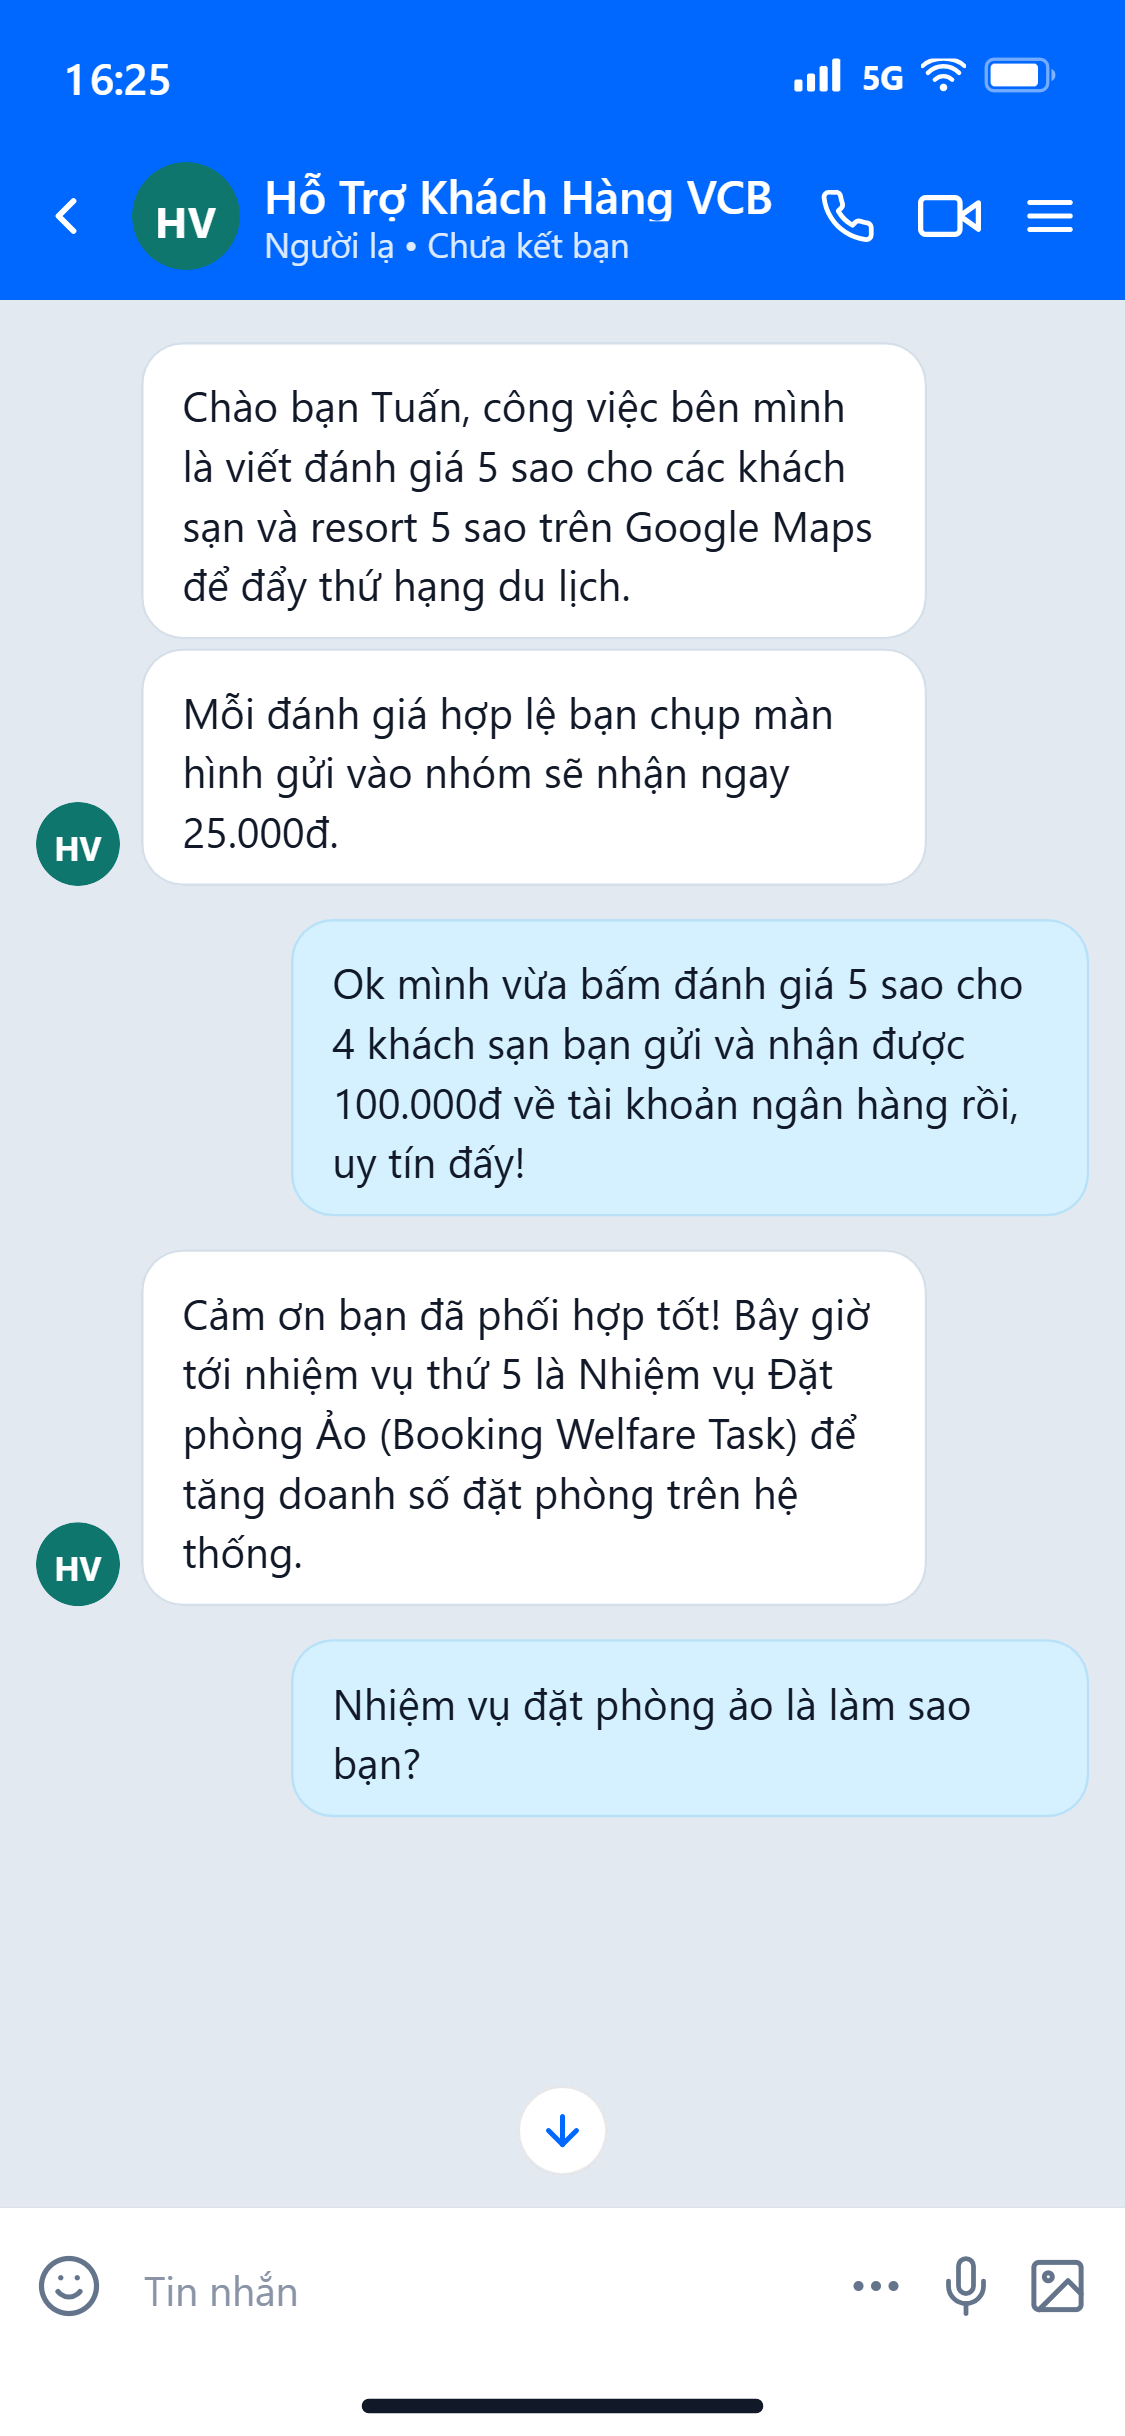 16:25
5G
HV
Hỗ Trợ Khách Hàng VCB
Người lạ • Chưa kết bạn
Chào bạn Tuấn, công việc bên mình
là viết đánh giá 5 sao cho các khách
sạn và resort 5 sao trên Google Maps
để đẩy thứ hạng du lịch.
Mỗi đánh giá hợp lệ bạn chụp màn
hình gửi vào nhóm sẽ nhận ngay
25.000đ.
HV
Ok mình vừa bấm đánh giá 5 sao cho
4 khách sạn bạn gửi và nhận được
100.000đ về tài khoản ngân hàng rồi,
uy tín đấy!
Cảm ơn bạn đã phối hợp tốt! Bây giờ
tới nhiệm vụ thứ 5 là Nhiệm vụ Đặt
phòng Ảo (Booking Welfare Task) để
tăng doanh số đặt phòng trên hệ
thống.
HV
Nhiệm vụ đặt phòng ảo là làm sao
bạn?
Tin nhắn